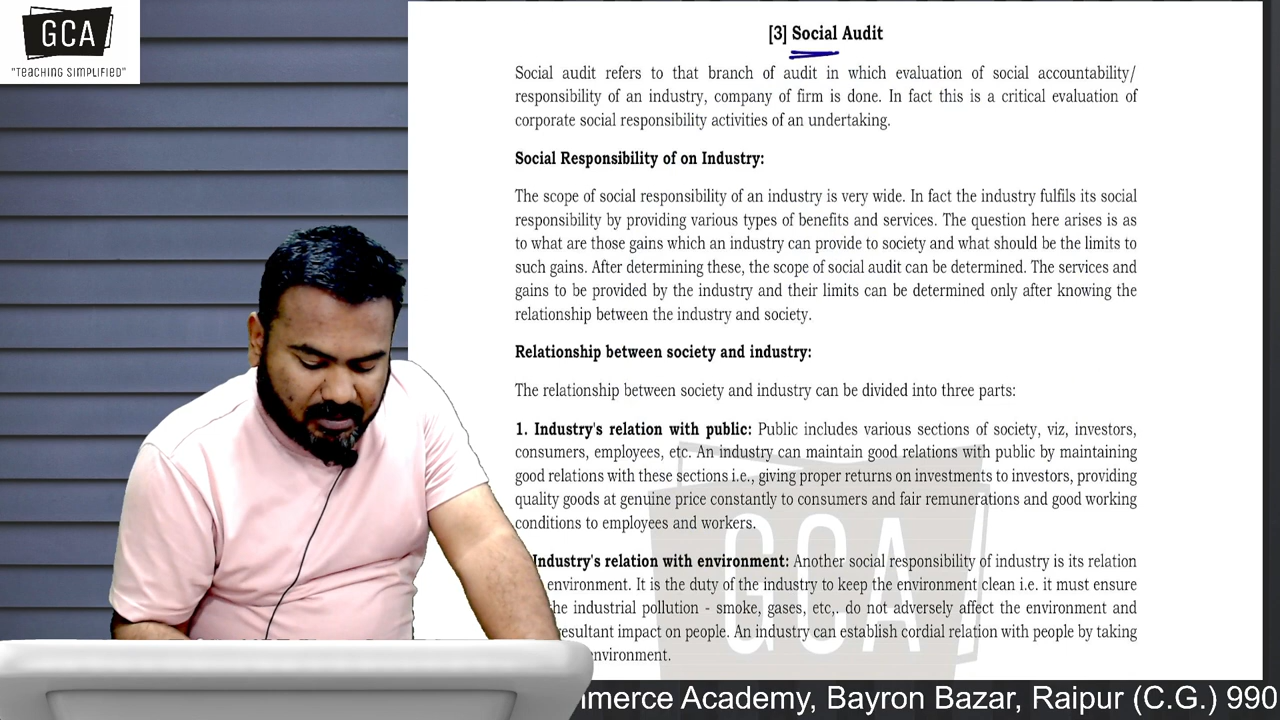 GCA
"TEACHING SIMPLIFIED"
[3] Social Audit
Social audit refers to that branch of audit in which evaluation of social accountability/
responsibility of an industry, company of firm is done. In fact this is a critical evaluation of
corporate social responsibility activities of an undertaking.
Social Responsibility of on Industry:
The scope of social responsibility of an industry is very wide. In fact the industry fulfils its social
responsibility by providing various types of benefits and services. The question here arises is as
to what are those gains which an industry can provide to society and what should be the limits to
such gains. After determining these, the scope of social audit can be determined. The services and
gains to be provided by the industry and their limits can be determined only after knowing the
relationship between the industry and society.
Relationship between society and industry:
The relationship between society and industry can be divided into three parts:
1. Industry's relation with public: Public includes various sections of society, viz, investors,
consumers, employees, etc. An industry can maintain good relations with public by maintaining
good relations with these sections i.e., giving proper returns on investments to investors, providing
quality goods at genuine price constantly to consumers and fair remunerations and good working
conditions to employees and workers.
Industry's relation with environment: Another social responsibility of industry is its relation
environment. It is the duty of the industry to keep the environment clean i.e. it must ensure
the industrial pollution - smoke, gases, etc,. do not adversely affect the environment and
resultant impact on people. An industry can establish cordial relation with people by taking
environment.
GCA
mmerce Academy, Bayron Bazar, Raipur (C.G.) 990